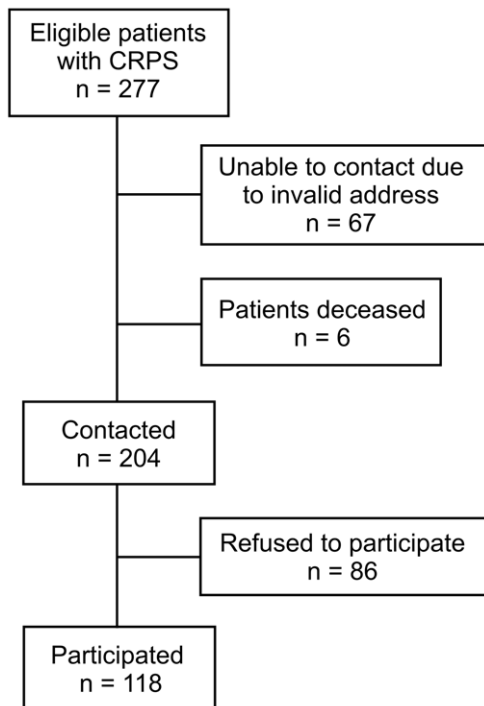 Eligible patients
with CRPS
n = 277
Unable to contact due
to invalid address
n = 67
Patients deceased
n = 6
Contacted
n = 204
Refused to participate
n = 86
Participated
n = 118